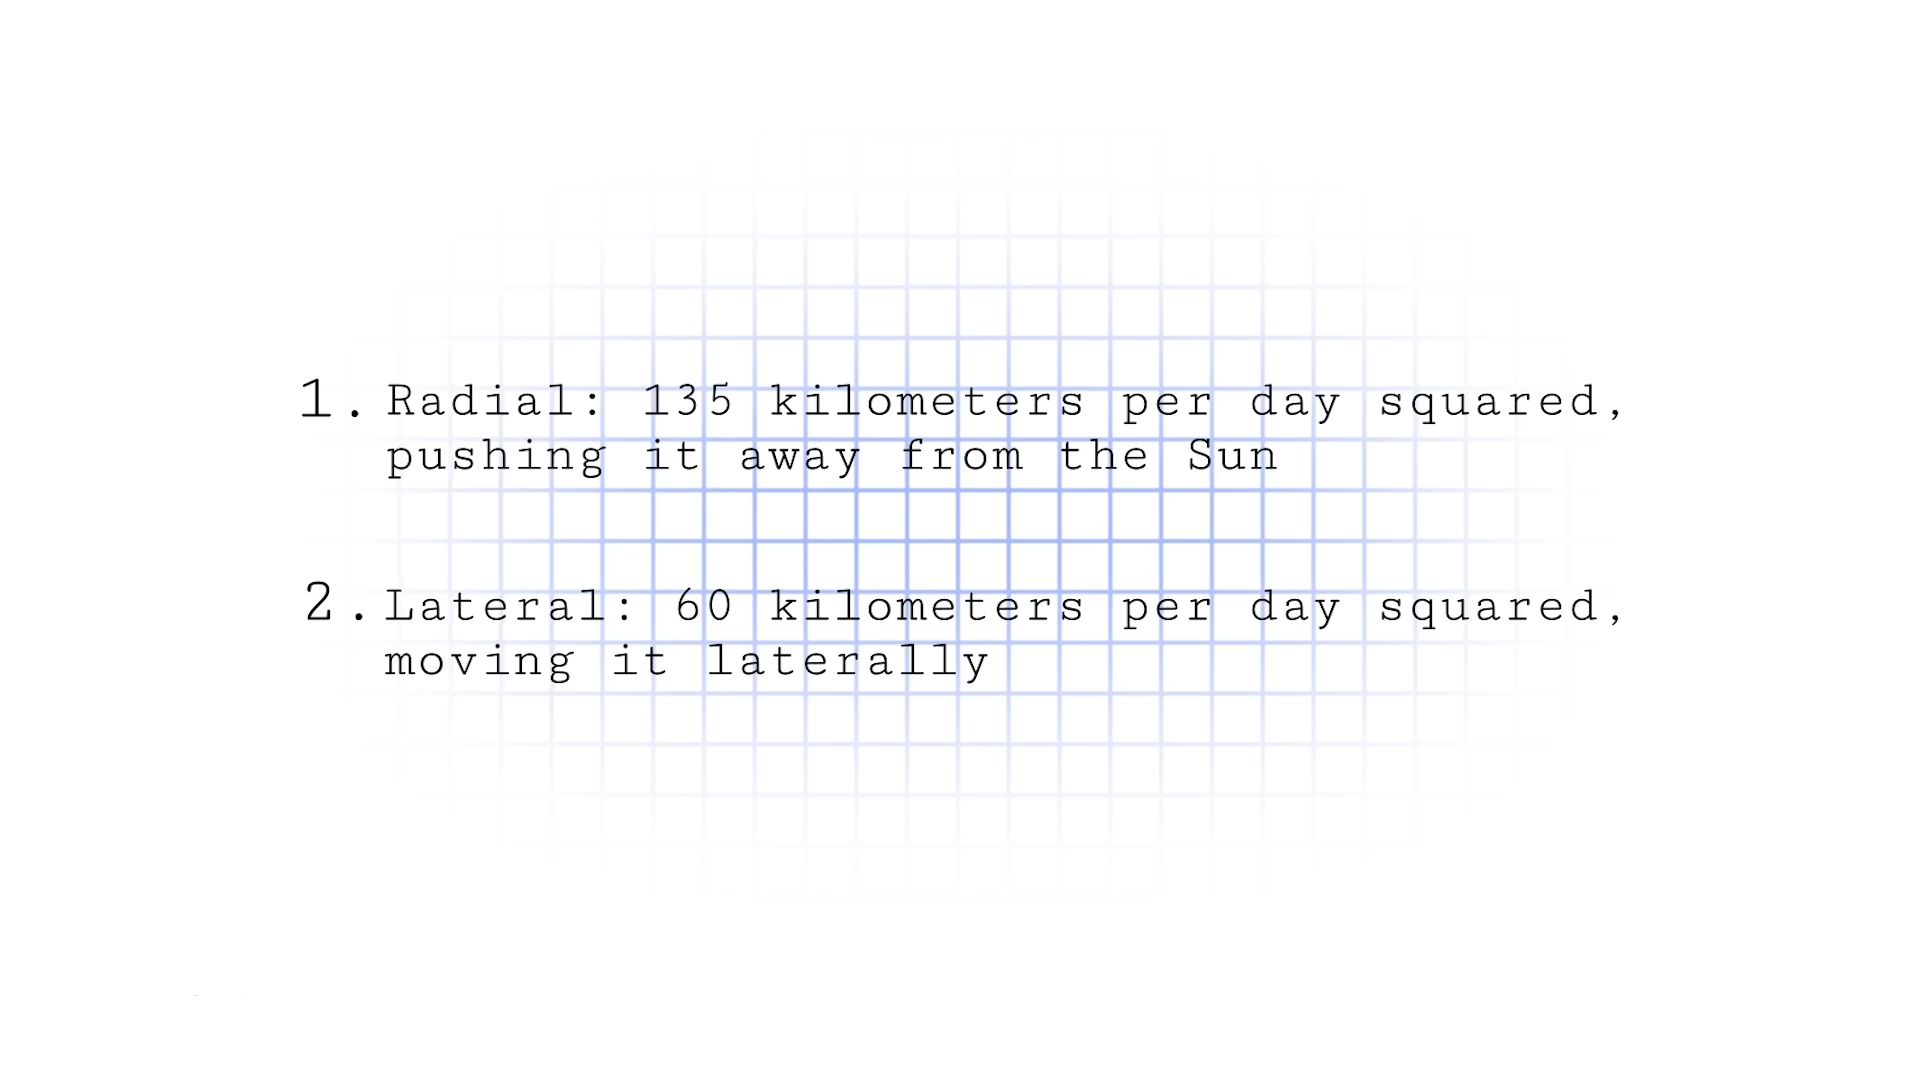 1. Radial: 135 kilometers per day squared,
pushing it away from the Sun
2. Lateral: 60 kilometers per day squared,
moving it laterally